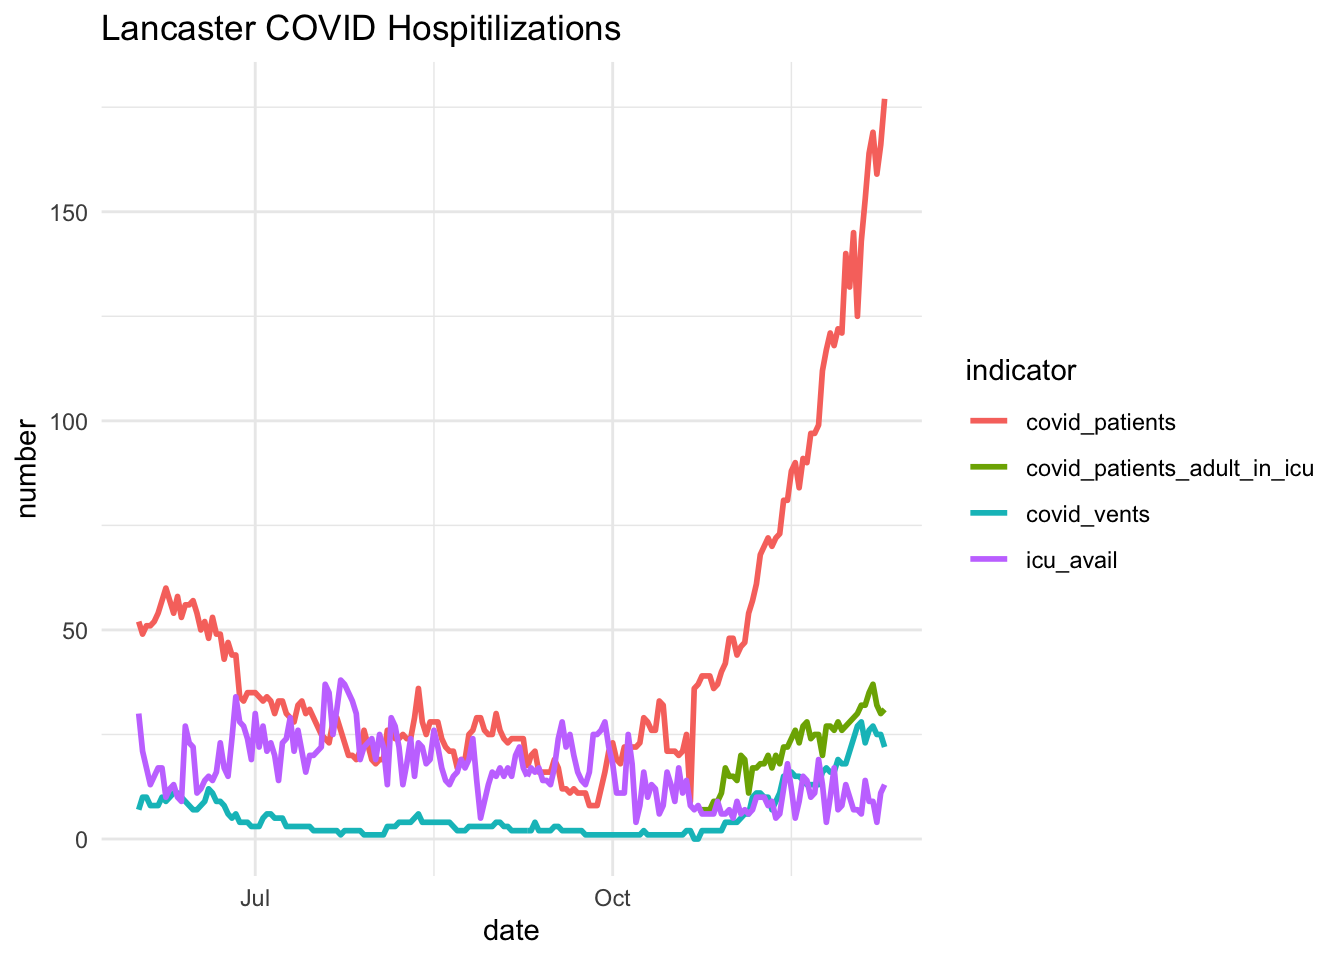 Lancaster COVID Hospitilizations
150
100
50
0
number
Jul
Oct
date
indicator
covid_patients
covid_patients_adult_in_icu
covid_vents
icu_avail